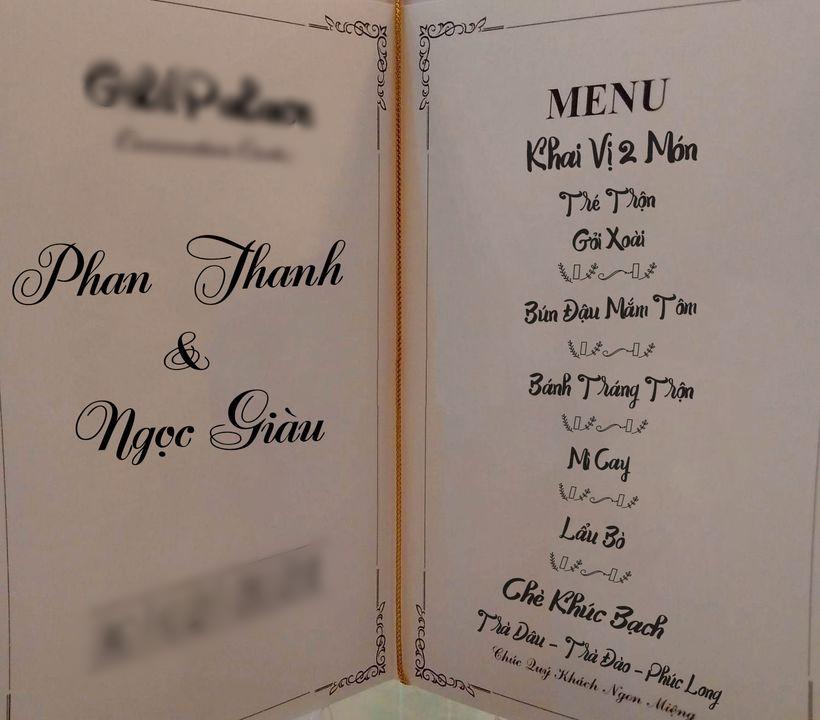 Phan Thanh
&
Ngọc Giàu
MENU
Khai Vị 2 Món
Tré Trộn
Gỏi Xoài
Bún Đậu Mắm Tôm
Bánh Tráng Trộn
Mì Cay
Lẩu Bò
Chè Khúc Bạch
Trà Dâu - Trà Đào - Phúc Long
Chúc Quý Khách Ngon Miệng